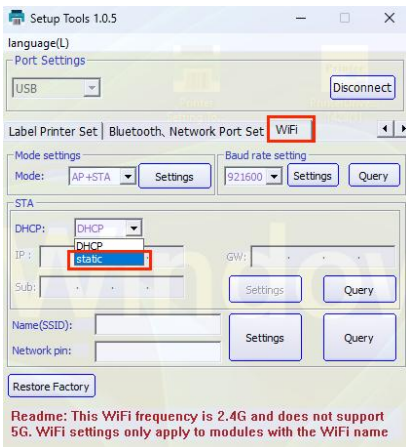 Setup Tools 1.0.5
language(L)
Port Settings
USB
Disconnect
Label Printer Set
Bluetooth、Network Port Set
WiFi
Mode settings
Mode: AP+STA Settings
Baud rate setting
921600 Settings Query
STA
DHCP: DHCP
DHCP
static
IP : GW:
Sub: Settings Query
Name(SSID):
Network pin:
Settings Query
Restore Factory
Readme: This WiFi frequency is 2.4G and does not support
5G. WiFi settings only apply to modules with the WiFi name